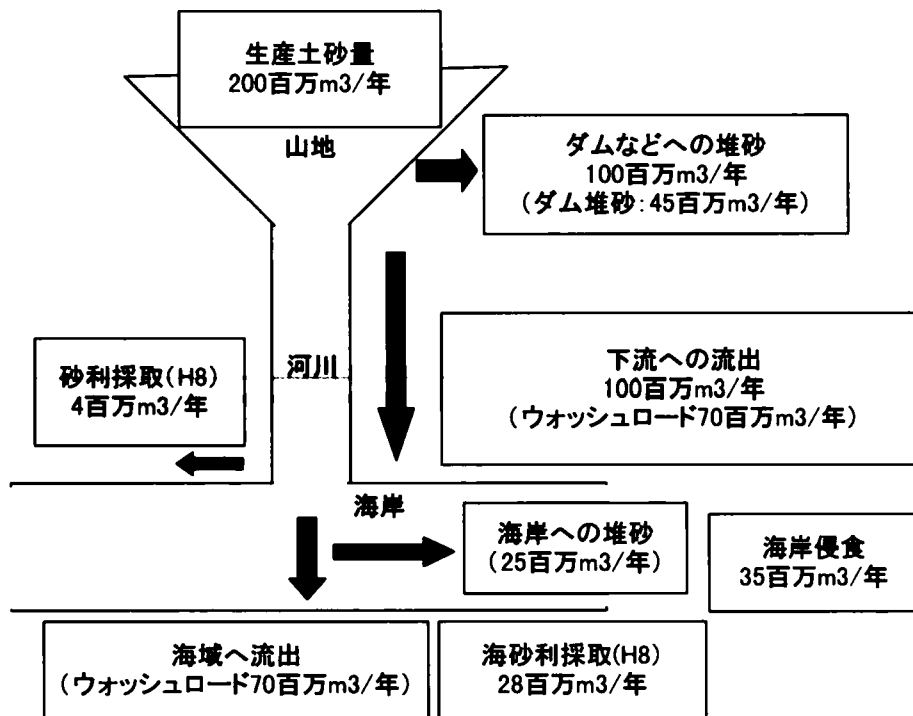 生産土砂量
200百万m3/年
山地
ダムなどへの堆砂
100百万m3/年
(ダム堆砂:45百万m3/年)
河川
砂利採取(H8)
4百万m3/年
下流への流出
100百万m3/年
(ウォッシュロード70百万m3/年)
海岸
海岸への堆砂
(25百万m3/年)
海岸侵食
35百万m3/年
海域へ流出
(ウォッシュロード70百万m3/年)
海砂利採取(H8)
28百万m3/年